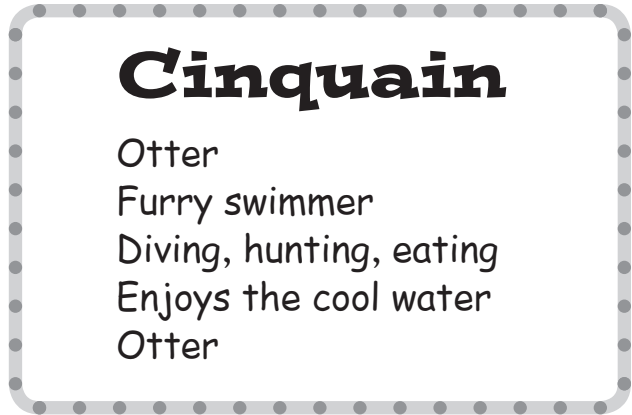 Cinquain
Otter
Furry swimmer
Diving, hunting, eating
Enjoys the cool water
Otter